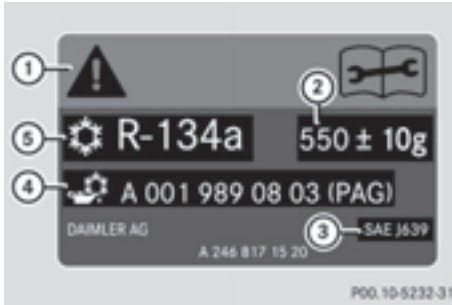 1
2
5 R-134a 550 ± 10g
4 A 001 989 08 03 (PAG)
DAIMLER AG 3 SAE J639
A 246 817 15 20
P00.10-5232-31